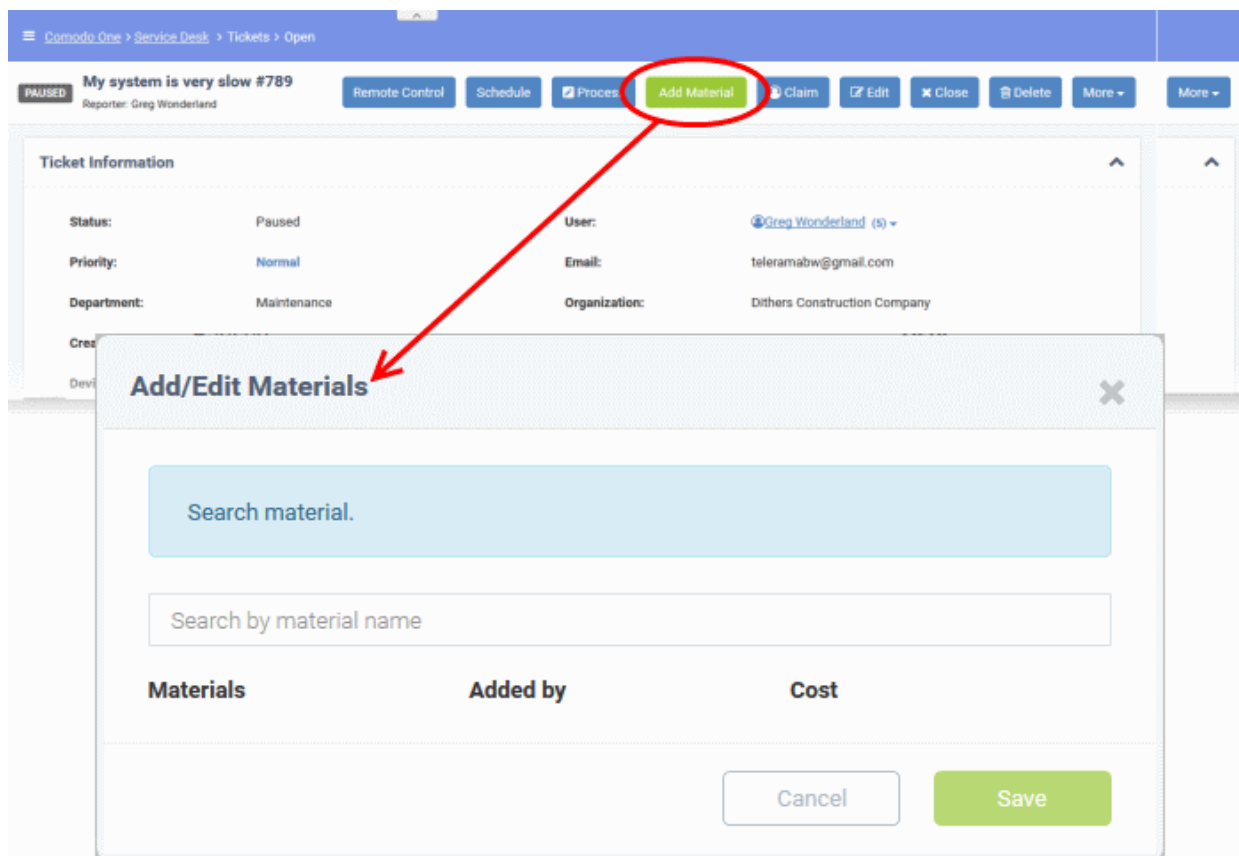 Comodo One > Service Desk > Tickets > Open
PAUSED My system is very slow #789
Reporter: Greg Wonderland
Remote Control Schedule Proces Add Material Claim Edit Close Delete More More
Ticket Information
Status: Paused User: Greg Wonderland (5)
Priority: Normal Email: teleramabw@gmail.com
Department: Maintenance Organization: Dithers Construction Company
Crea
Devi
Add/Edit Materials
Search material.
Search by material name
Materials Added by Cost
Cancel Save